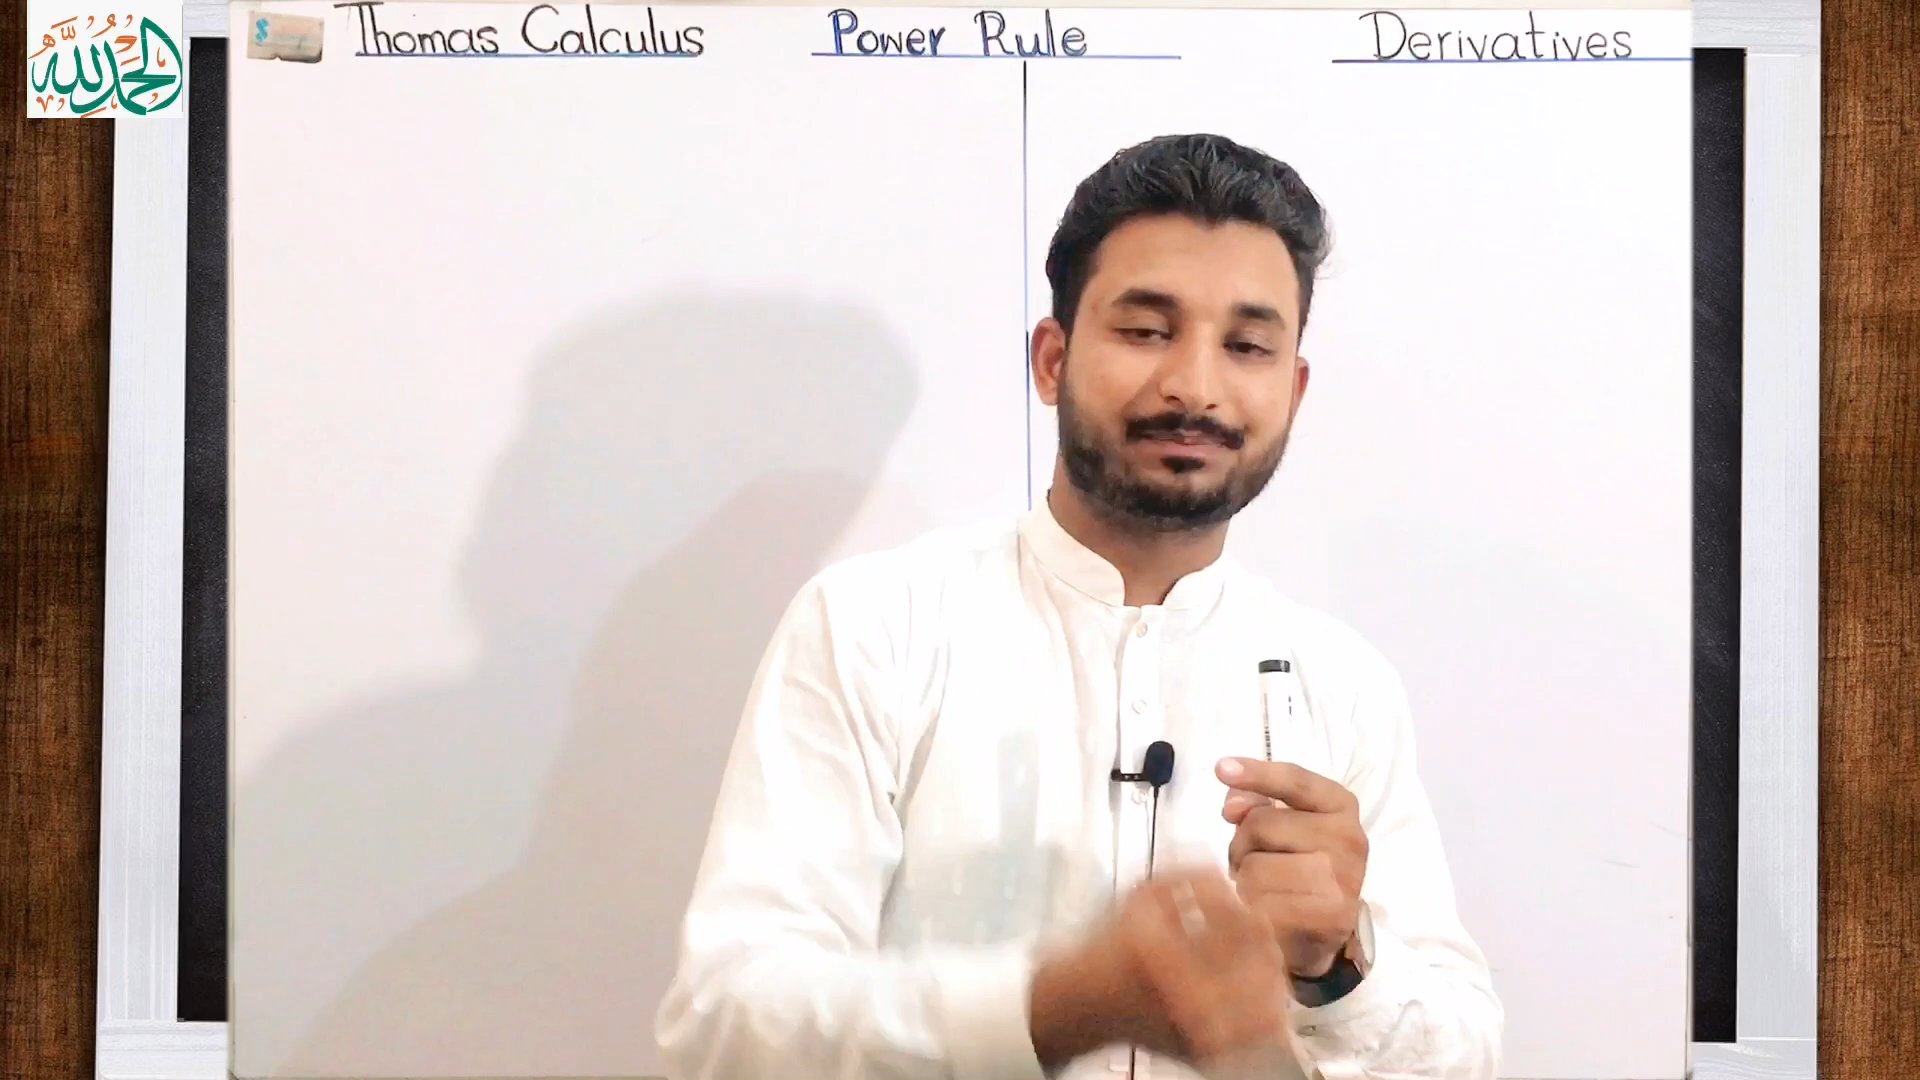 الحمد لله
Thomas Calculus Power Rule Derivatives